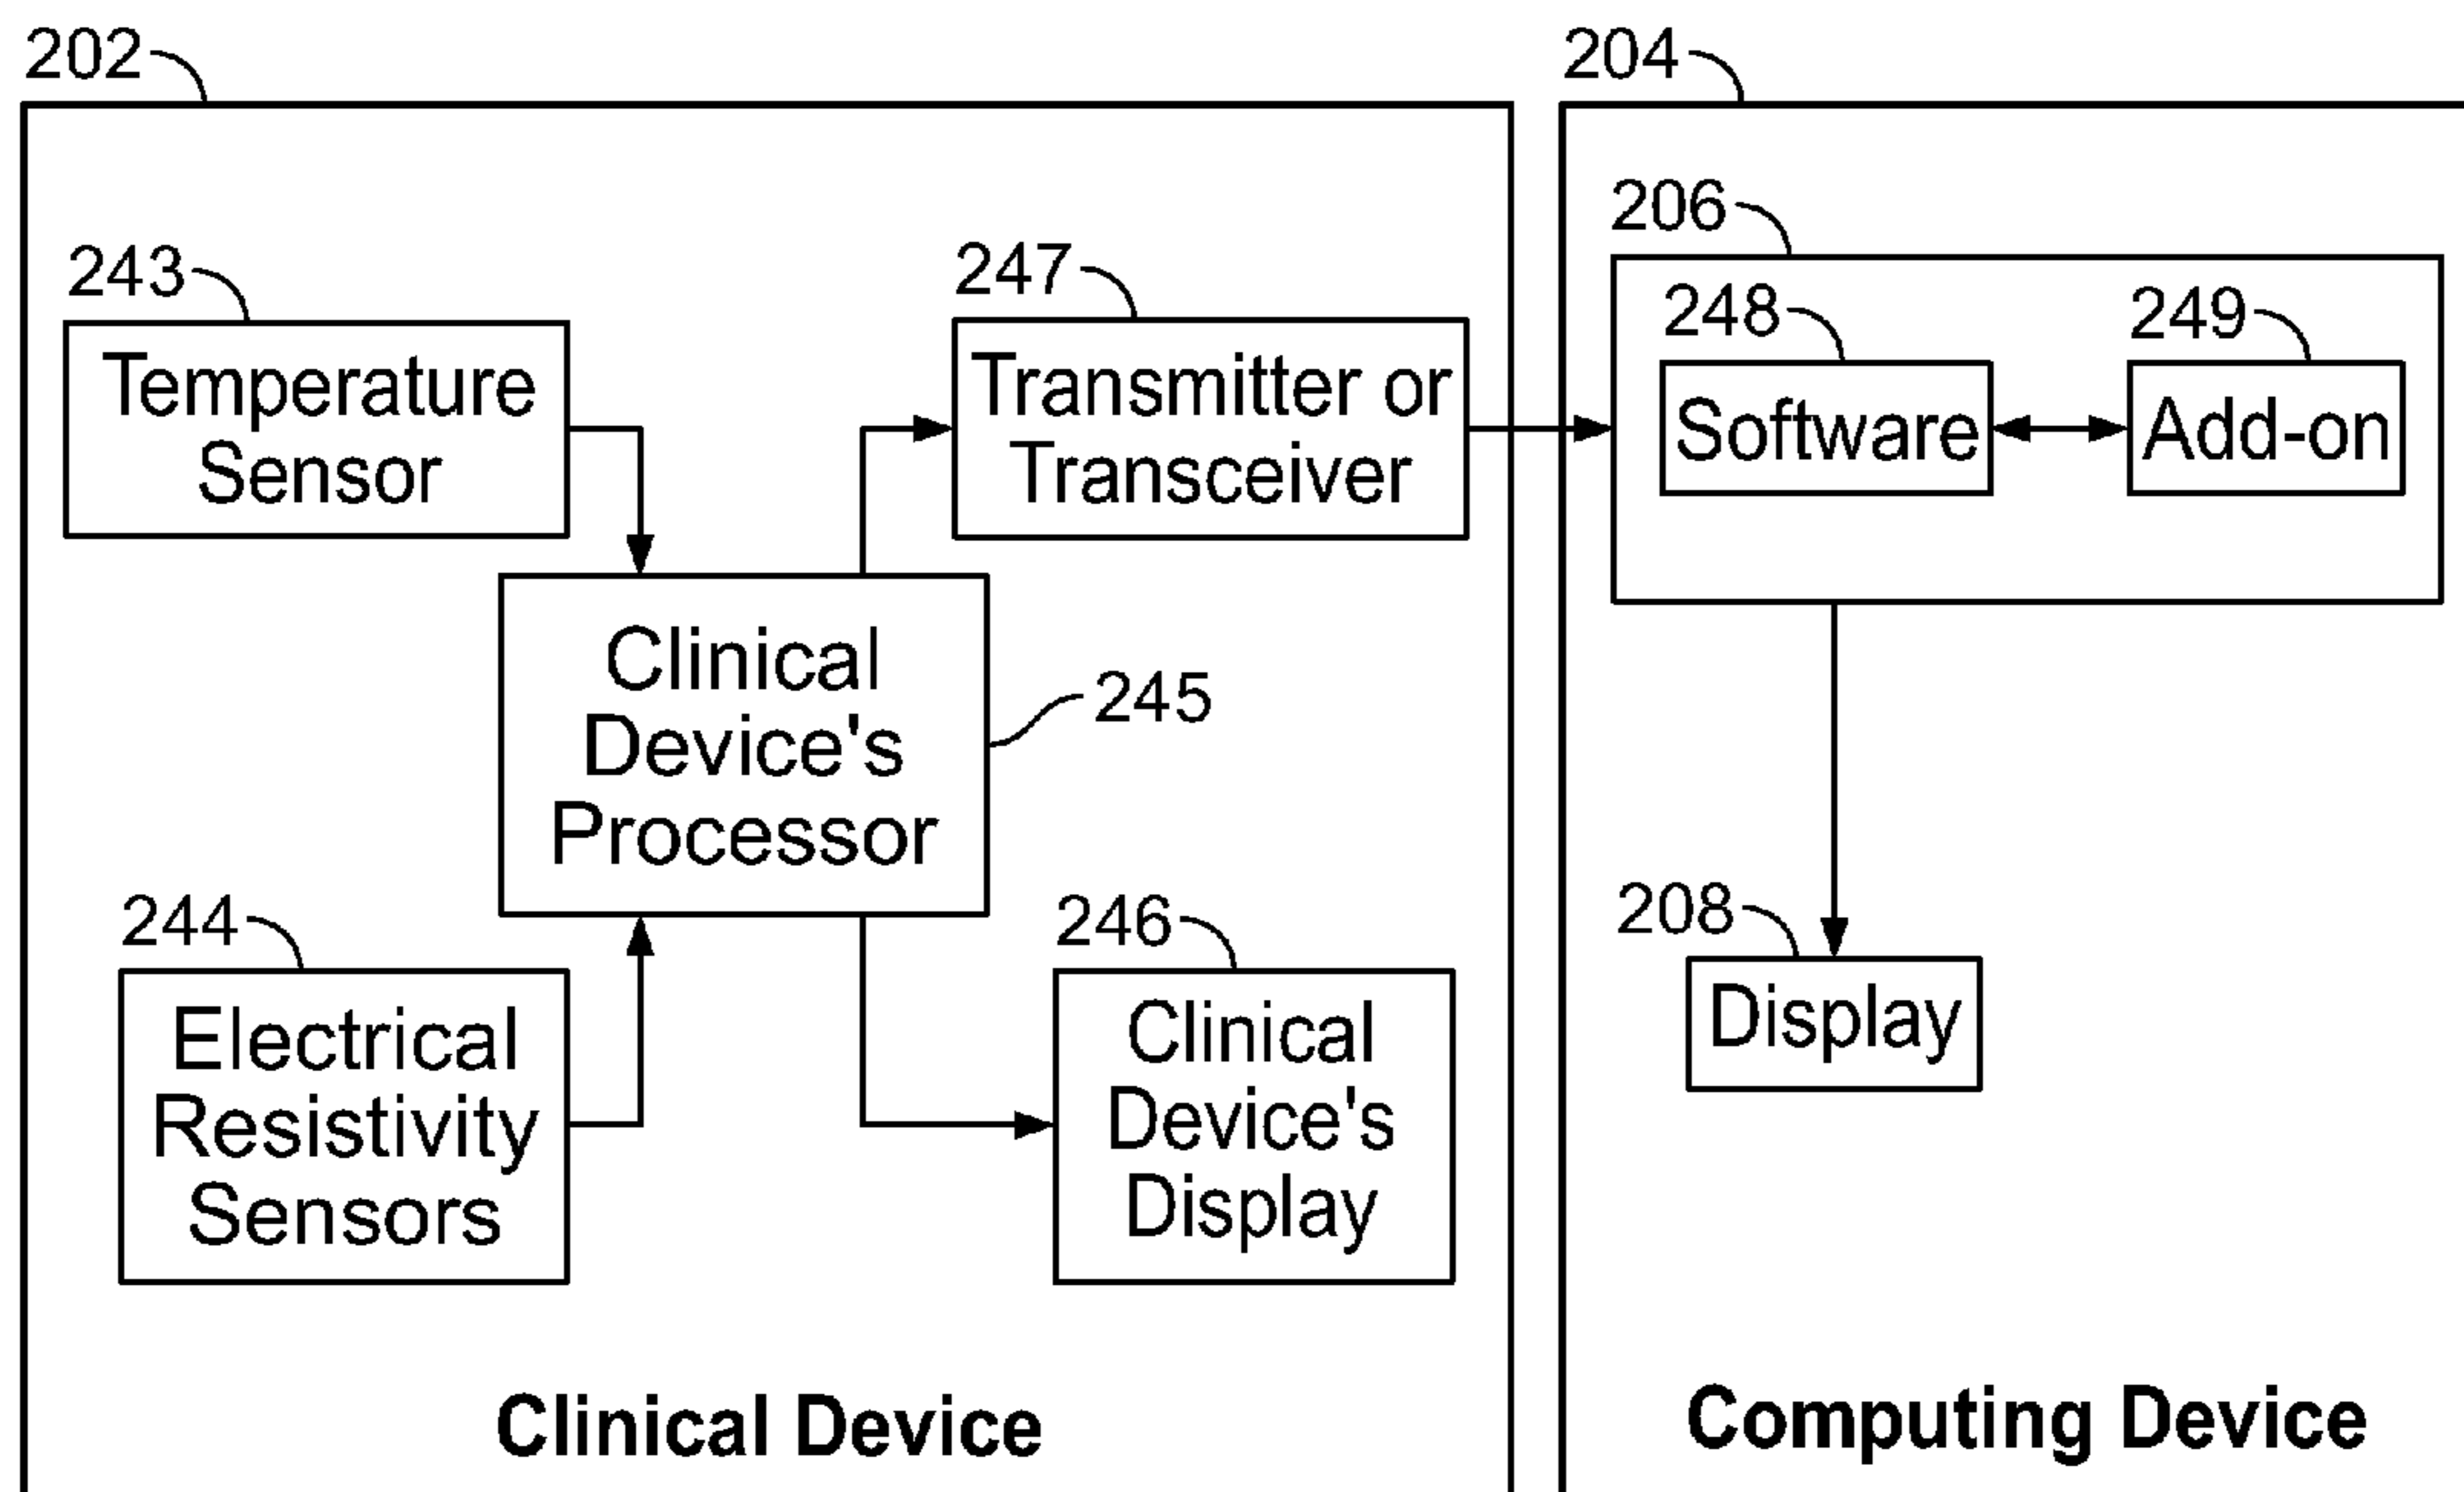 202
204
206
243
247
248
249
Temperature
Sensor
Transmitter or
Transceiver
Software
Add-on
Clinical
Device's
Processor
245
244
246
208
Electrical
Resistivity
Sensors
Clinical
Device's
Display
Display
Clinical Device
Computing Device